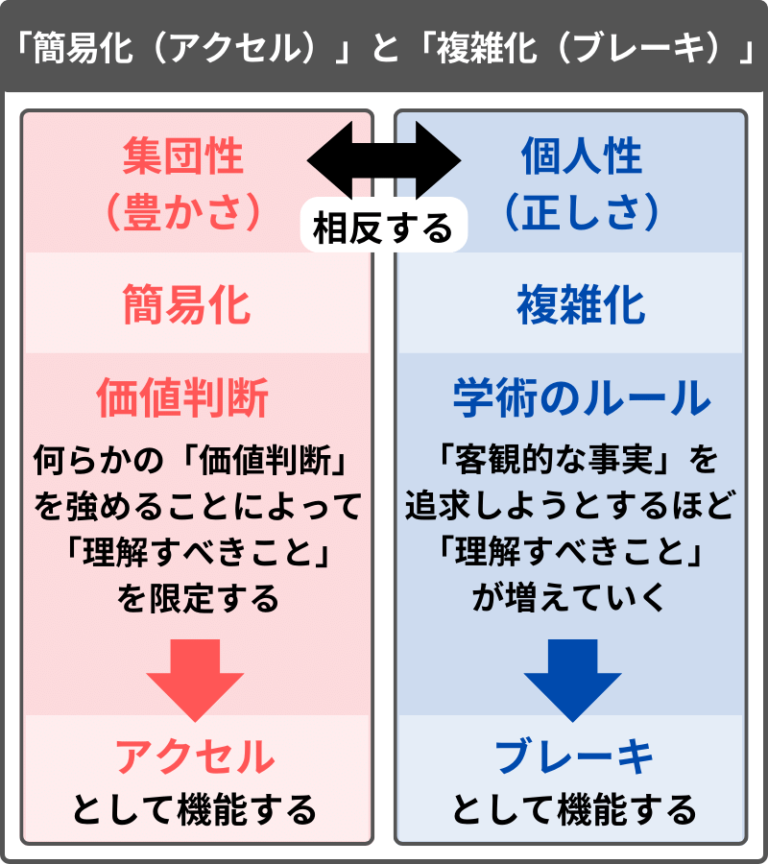 「簡易化（アクセル）」と「複雑化（ブレーキ）」
集団性
（豊かさ）
相反する
個人性
（正しさ）
簡易化
複雑化
価値判断
何らかの「価値判断」
を強めることによって
「理解すべきこと」
を限定する
学術のルール
「客観的な事実」を
追求しようとするほど
「理解すべきこと」
が増えていく
アクセル
として機能する
ブレーキ
として機能する